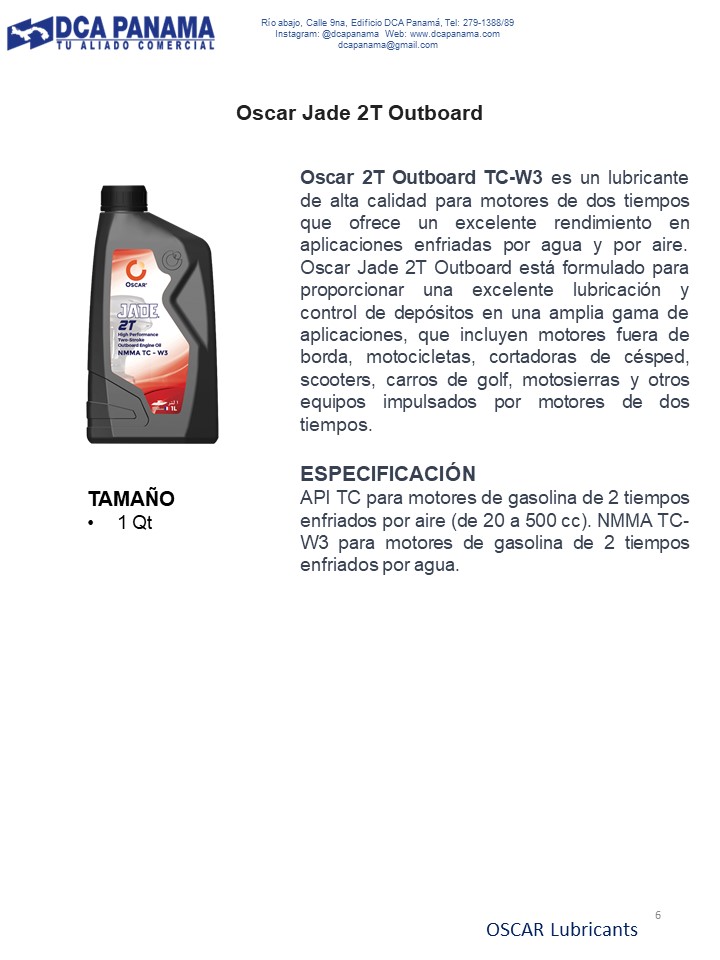 DCA PANAMA
TU ALIADO COMERCIAL
Río abajo, Calle 9na, Edificio DCA Panamá, Tel: 279-1388/89
Instagram: @dcapanama Web: www.dcapanama.com
dcapanama@gmail.com
Oscar Jade 2T Outboard
OSCAR
JADE
2T
High Performance
Two-Stroke
Outboard Engine Oil
NMMA TC - W3
1L
TAMAÑO
• 1 Qt
Oscar 2T Outboard TC-W3 es un lubricante
de alta calidad para motores de dos tiempos
que ofrece un excelente rendimiento en
aplicaciones enfriadas por agua y por aire.
Oscar Jade 2T Outboard está formulado para
proporcionar una excelente lubricación y
control de depósitos en una amplia gama de
aplicaciones, que incluyen motores fuera de
borda, motocicletas, cortadoras de césped,
scooters, carros de golf, motosierras y otros
equipos impulsados por motores de dos
tiempos.
ESPECIFICACIÓN
API TC para motores de gasolina de 2 tiempos
enfriados por aire (de 20 a 500 cc). NMMA TC-
W3 para motores de gasolina de 2 tiempos
enfriados por agua.
6
OSCAR Lubricants